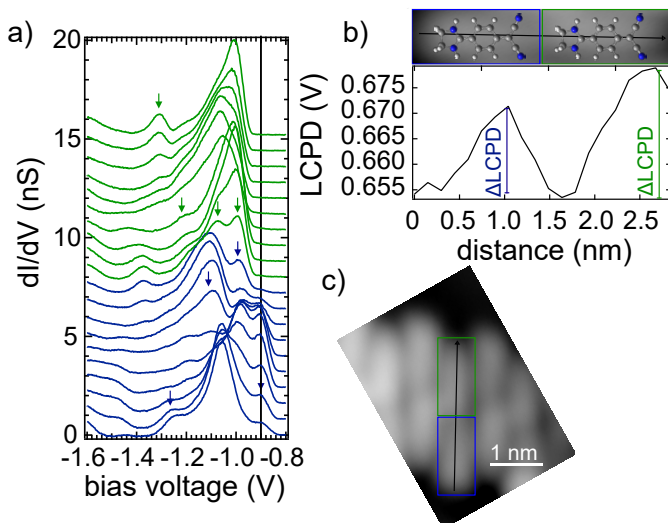 a)
20
15
10
5
0
dI/dV (nS)
-1.6
-1.2
-1.0
-0.8
bias voltage (V)
b)
LCPD (V)
0.675
0.670
0.665
0.660
0.655
ΔLCPD
ΔLCPD
0
0.5
1.0
1.5
2.0
2.5
distance (nm)
c)
1 nm